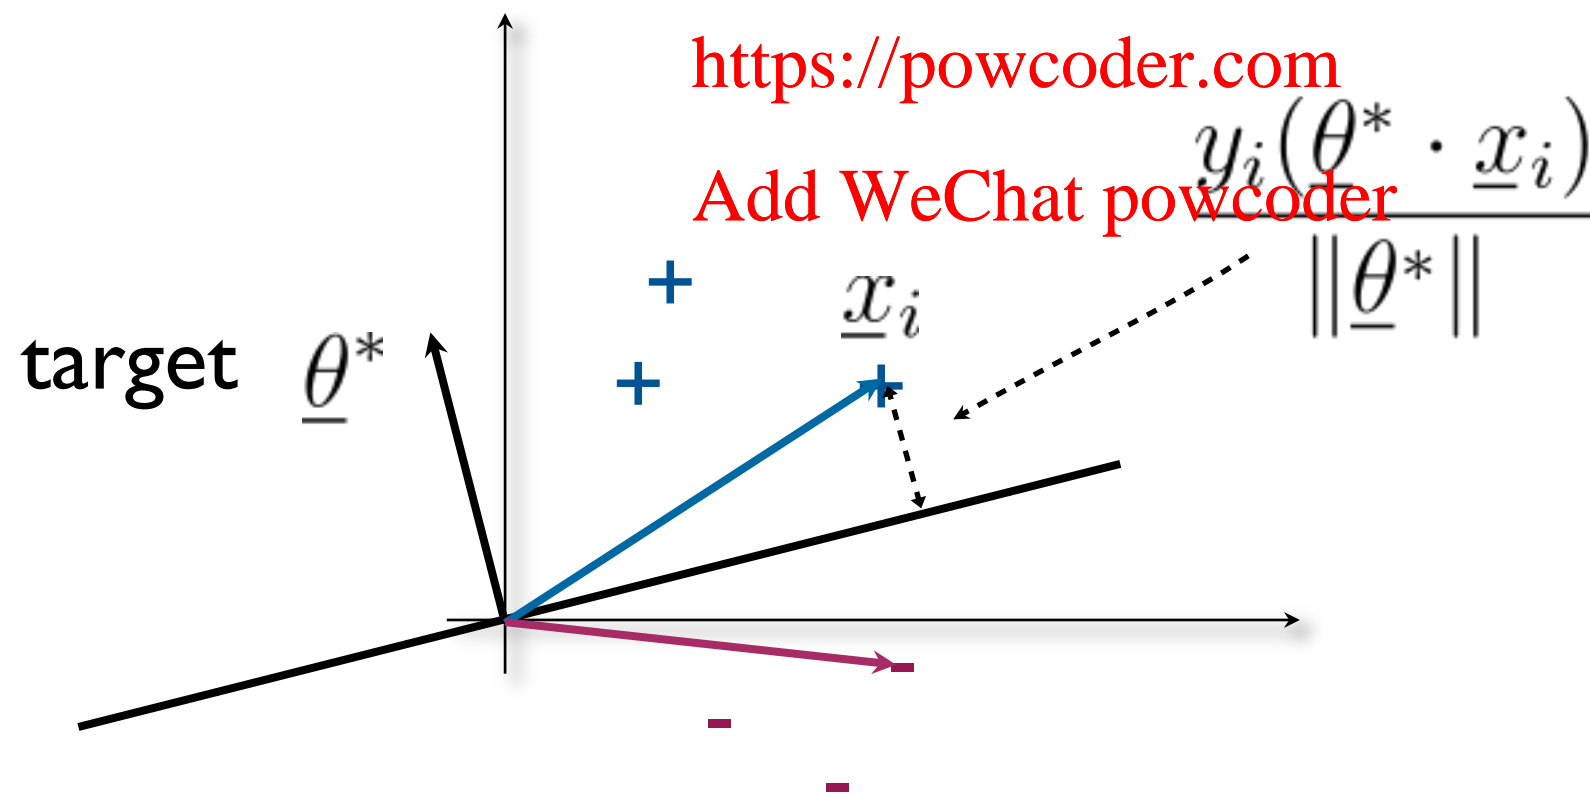 https://powcoder.com
y_i(θ^* · x_i)
Add WeChat powcoder
‖θ^*‖
x_i
target θ^*
+
+
+
-
-
-